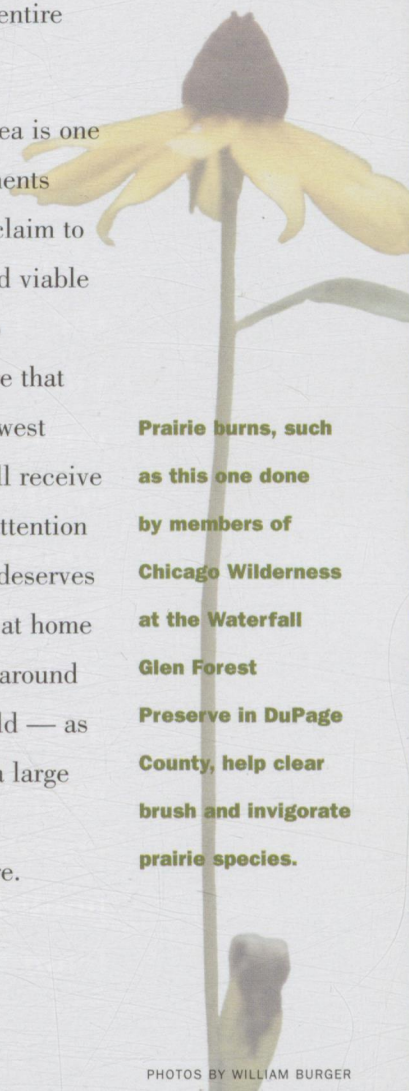 entire
ea is one
ents
claim to
d viable
e that
west
ll receive
ttention
deserves
at home
around
ld — as
large
e.
Prairie burns, such
as this one done
by members of
Chicago Wilderness
at the Waterfall
Glen Forest
Preserve in DuPage
County, help clear
brush and invigorate
prairie species.
PHOTOS BY WILLIAM BURGER